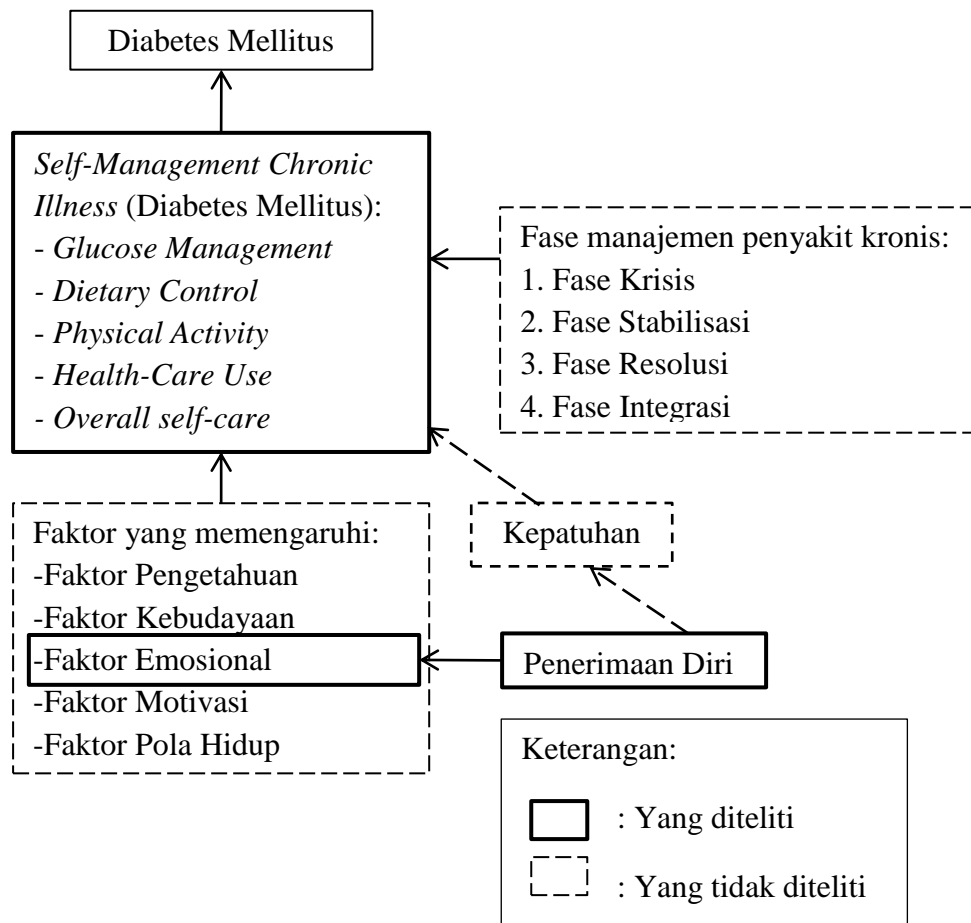 Diabetes Mellitus
Self-Management Chronic
Illness (Diabetes Mellitus):
- Glucose Management
- Dietary Control
- Physical Activity
- Health-Care Use
- Overall self-care
Fase manajemen penyakit kronis:
1. Fase Krisis
2. Fase Stabilisasi
3. Fase Resolusi
4. Fase Integrasi
Faktor yang memengaruhi:
-Faktor Pengetahuan
-Faktor Kebudayaan
-Faktor Emosional
-Faktor Motivasi
-Faktor Pola Hidup
Kepatuhan
Penerimaan Diri
Keterangan:
: Yang diteliti
: Yang tidak diteliti